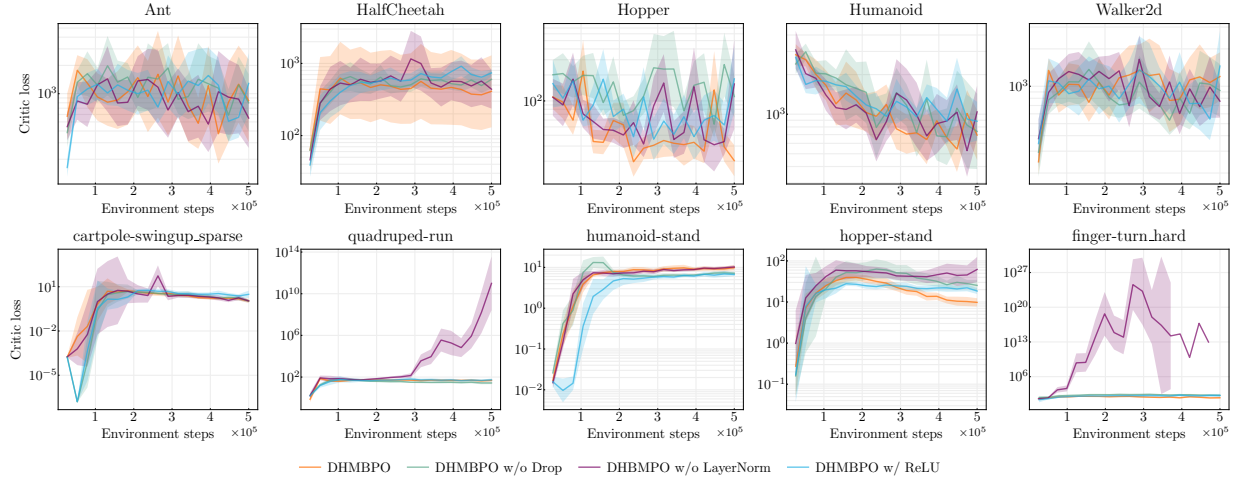 Ant
HalfCheetah
Hopper
Humanoid
Walker2d
Critic loss
10^3
10^3
10^2
10^2
10^3
10^3
1 2 3 4 5
1 2 3 4 5
1 2 3 4 5
1 2 3 4 5
1 2 3 4 5
Environment steps ×10^5
Environment steps ×10^5
Environment steps ×10^5
Environment steps ×10^5
Environment steps ×10^5
cartpole-swingup_sparse
quadruped-run
humanoid-stand
hopper-stand
finger-turn_hard
Critic loss
10^1
10^-2
10^-5
10^14
10^10
10^6
10^2
10^1
10^0
10^-1
10^-2
10^2
10^1
10^0
10^-1
10^27
10^20
10^13
10^6
1 2 3 4 5
1 2 3 4 5
1 2 3 4 5
1 2 3 4 5
1 2 3 4 5
Environment steps ×10^5
Environment steps ×10^5
Environment steps ×10^5
Environment steps ×10^5
Environment steps ×10^5
DHMBPO
DHMBPO w/o Drop
DHBMPO w/o LayerNorm
DHMBPO w/ ReLU